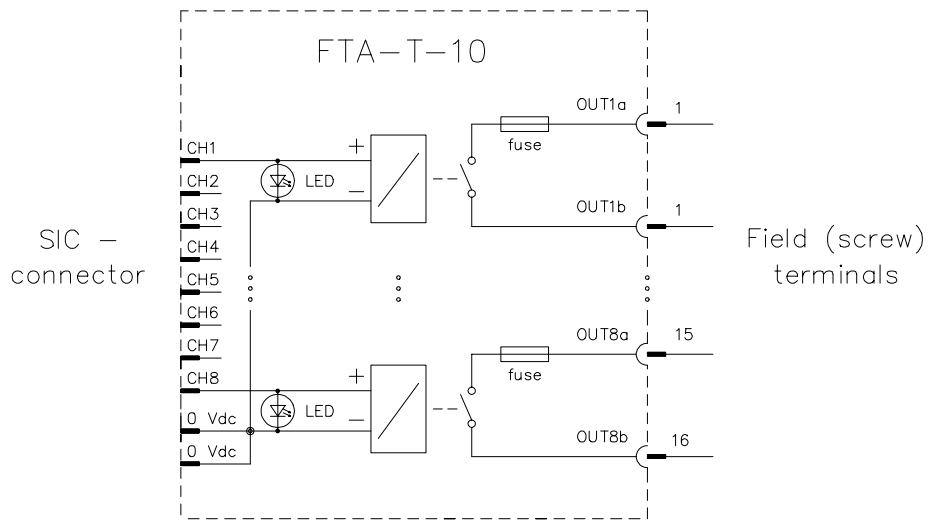 FTA-T-10
OUT1a
1
fuse
CH1
+
LED
−
CH2
CH3
OUT1b
1
SIC −
connector
Field (screw)
terminals
CH4
CH5
CH6
CH7
OUT8a
15
fuse
CH8
+
LED
−
0 Vdc
OUT8b
16
0 Vdc